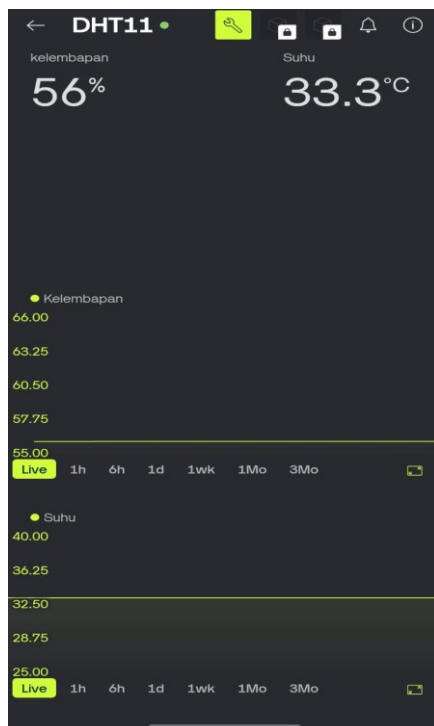 DHT11
kelembapan Suhu
56% 33.3°C
Kelembapan
66.00
63.25
60.50
57.75
55.00
Live 1h 6h 1d 1wk 1Mo 3Mo
Suhu
40.00
36.25
32.50
28.75
25.00
Live 1h 6h 1d 1wk 1Mo 3Mo